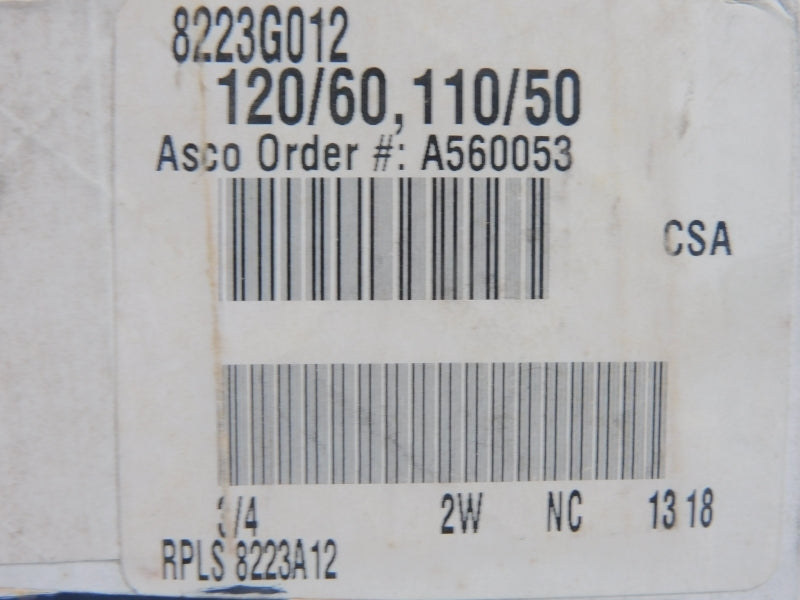 8223G012
120/60, 110/50
Asco Order #: A560053
CSA
3/4 2W NC 13 18
RPLS 8223A12